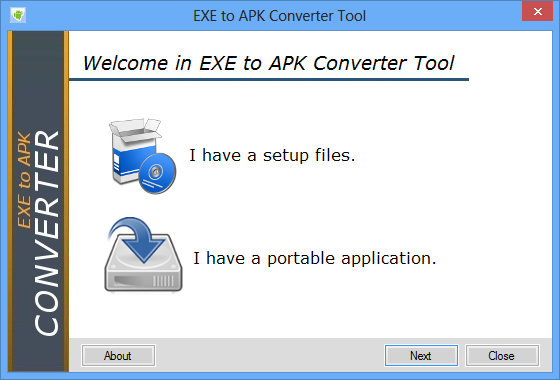 EXE to APK Converter Tool
Welcome in EXE to APK Converter Tool
EXE to APK
CONVERTER
I have a setup files.
I have a portable application.
About
Next
Close